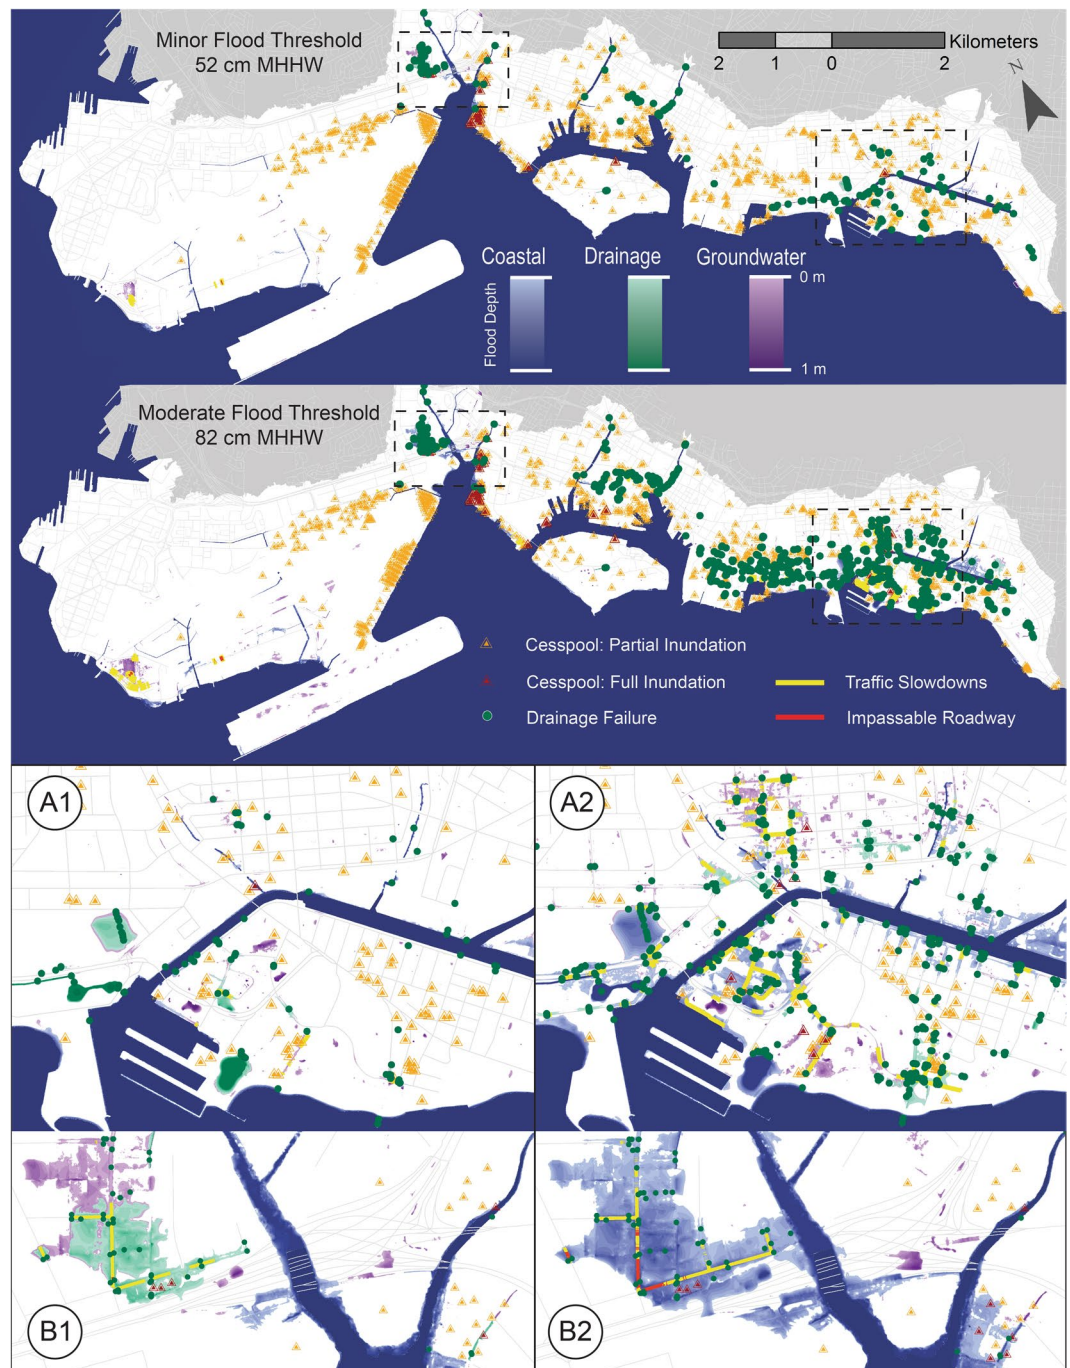 Minor Flood Threshold
52 cm MHHW
2 1 0 2 Kilometers
N
Coastal Drainage Groundwater
Flood Depth
0 m
1 m
Moderate Flood Threshold
82 cm MHHW
Cesspool: Partial Inundation
Cesspool: Full Inundation
Traffic Slowdowns
Drainage Failure
Impassable Roadway
A1
A2
B1
B2